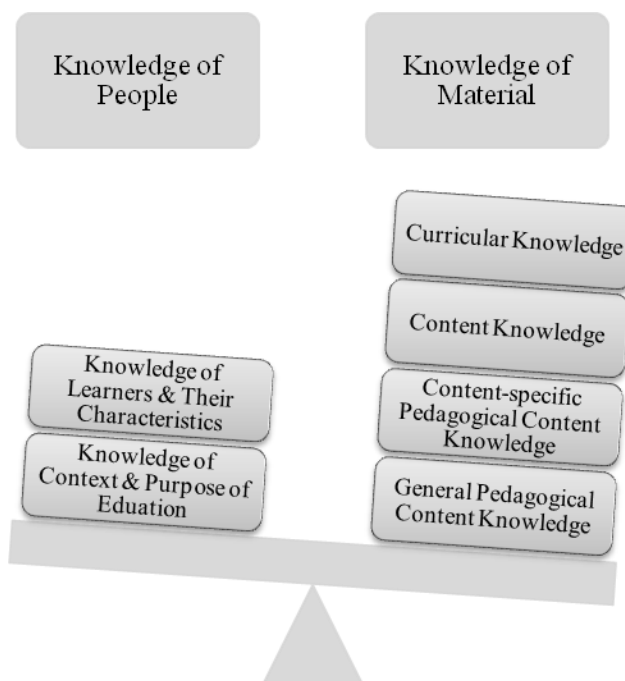 Knowledge of
People
Knowledge of
Material
Curricular Knowledge
Content Knowledge
Knowledge of
Learners & Their
Characteristics
Content-specific
Pedagogical Content
Knowledge
Knowledge of
Context & Purpose of
Eduation
General Pedagogical
Content Knowledge